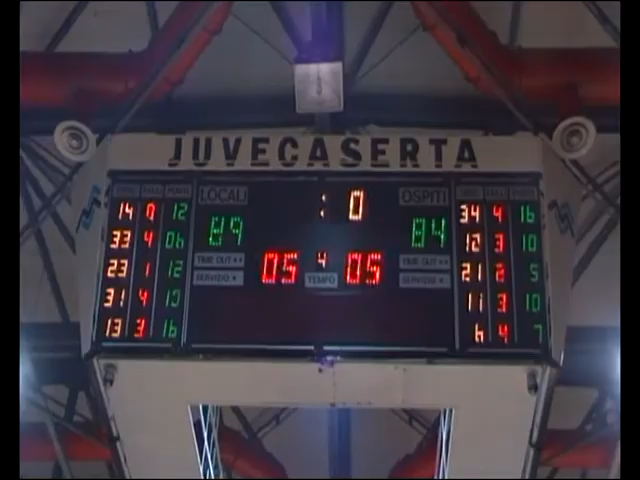 JUVECASERTA
LOCALI : 0 OSPITI
89 84
TIME OUT TIME OUT
05 4 05
SERVIZIO TEMPO SERVIZIO
14 0 12
33 4 06
23 1 12
31 4 10
13 3 16
34 4 16
12 3 10
21 2 5
11 3 10
6 4 7